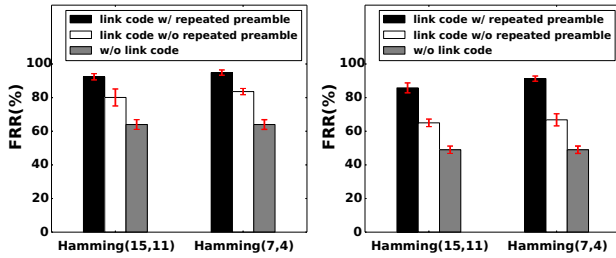 link code w/ repeated preamble
link code w/o repeated preamble
w/o link code
FRR(%)
100
80
60
40
20
0
Hamming(15,11)
Hamming(7,4)
link code w/ repeated preamble
link code w/o repeated preamble
w/o link code
FRR(%)
100
80
60
40
20
0
Hamming(15,11)
Hamming(7,4)